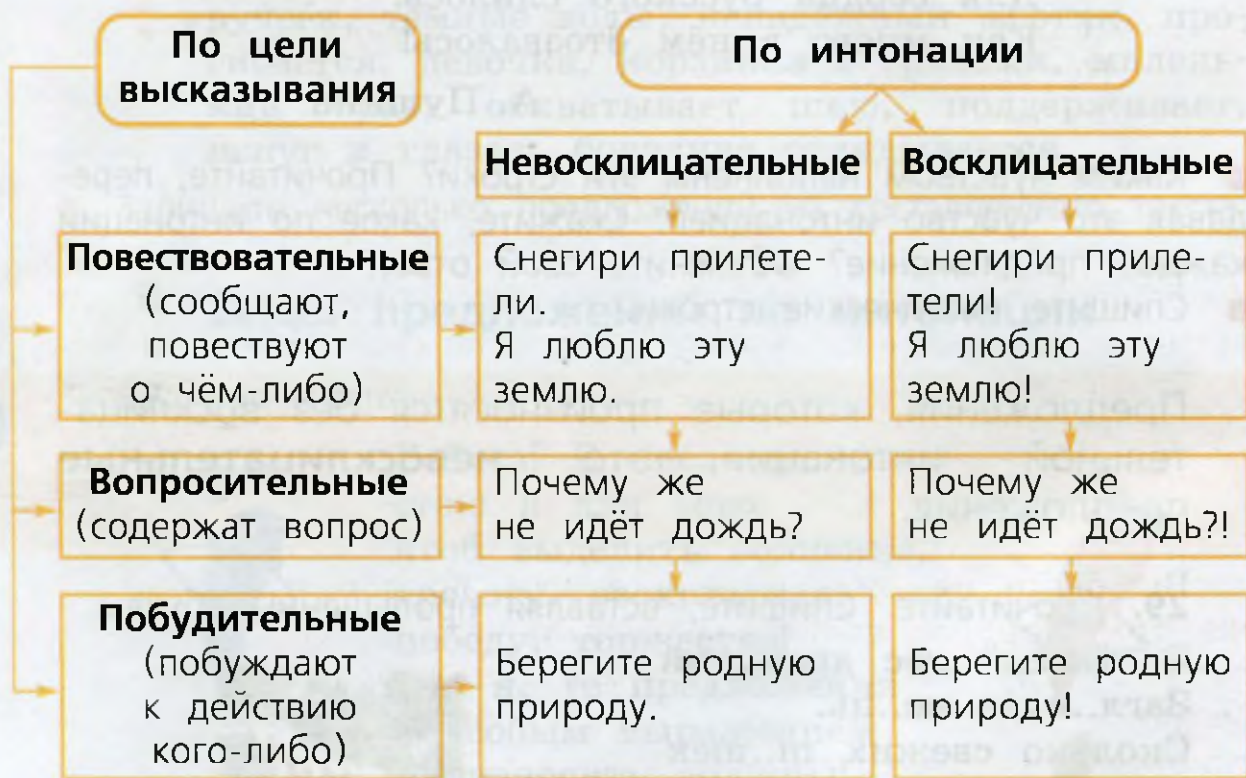 По цели
высказывания
По интонации
Невосклицательные
Восклицательные
Повествовательные
(сообщают,
повествуют
о чём-либо)
Снегири прилете-
ли.
Я люблю эту
землю.
Снегири приле-
тели!
Я люблю эту
землю!
Вопросительные
(содержат вопрос)
Почему же
не идёт дождь?
Почему же
не идёт дождь?!
Побудительные
(побуждают
к действию
кого-либо)
Берегите родную
природу.
Берегите родную
природу!